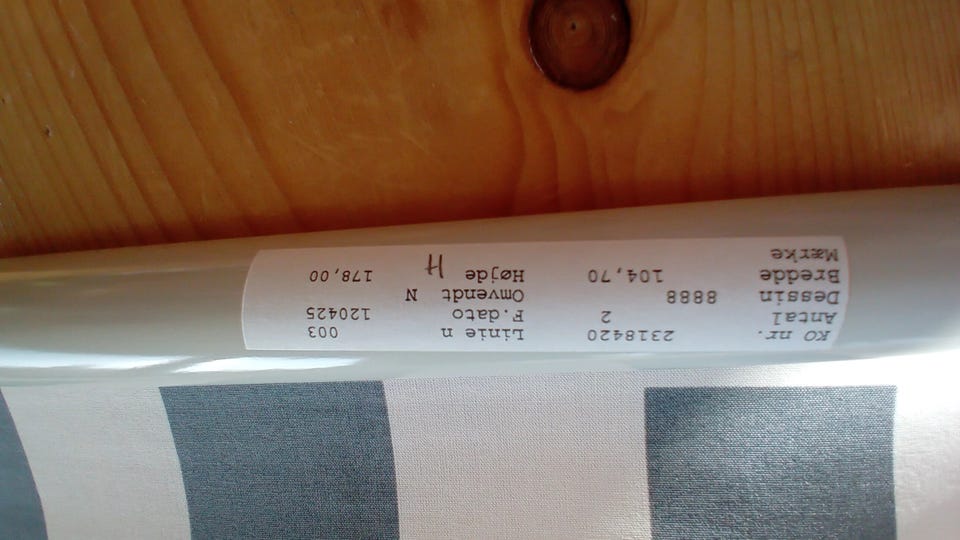 KO nr. 2318420 Linie n 003
Antal 2 F.dato 120425
Dessin 8888 Omvendt N
Bredde 104,70 Højde 178,00
Mærke H